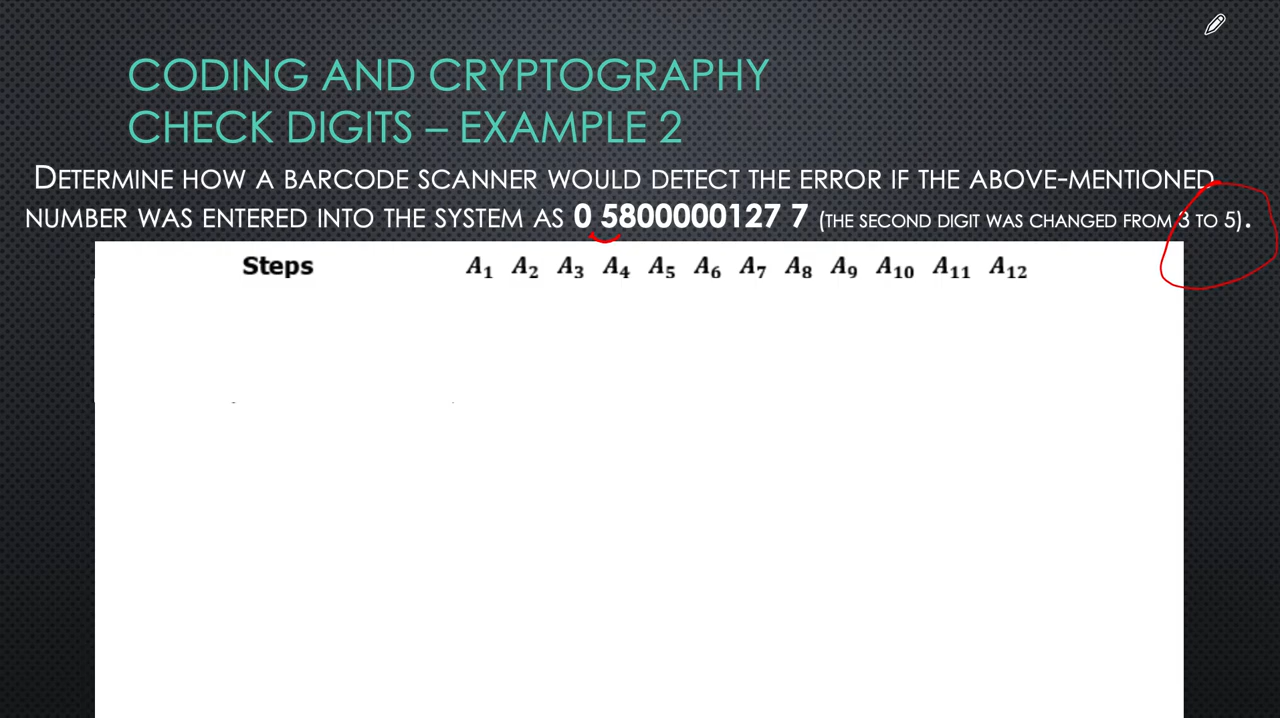 CODING AND CRYPTOGRAPHY
CHECK DIGITS – EXAMPLE 2
DETERMINE HOW A BARCODE SCANNER WOULD DETECT THE ERROR IF THE ABOVE-MENTIONED
NUMBER WAS ENTERED INTO THE SYSTEM AS 0 5800000127 7 (THE SECOND DIGIT WAS CHANGED FROM 3 TO 5).
Steps A₁ A₂ A₃ A₄ A₅ A₆ A₇ A₈ A₉ A₁₀ A₁₁ A₁₂